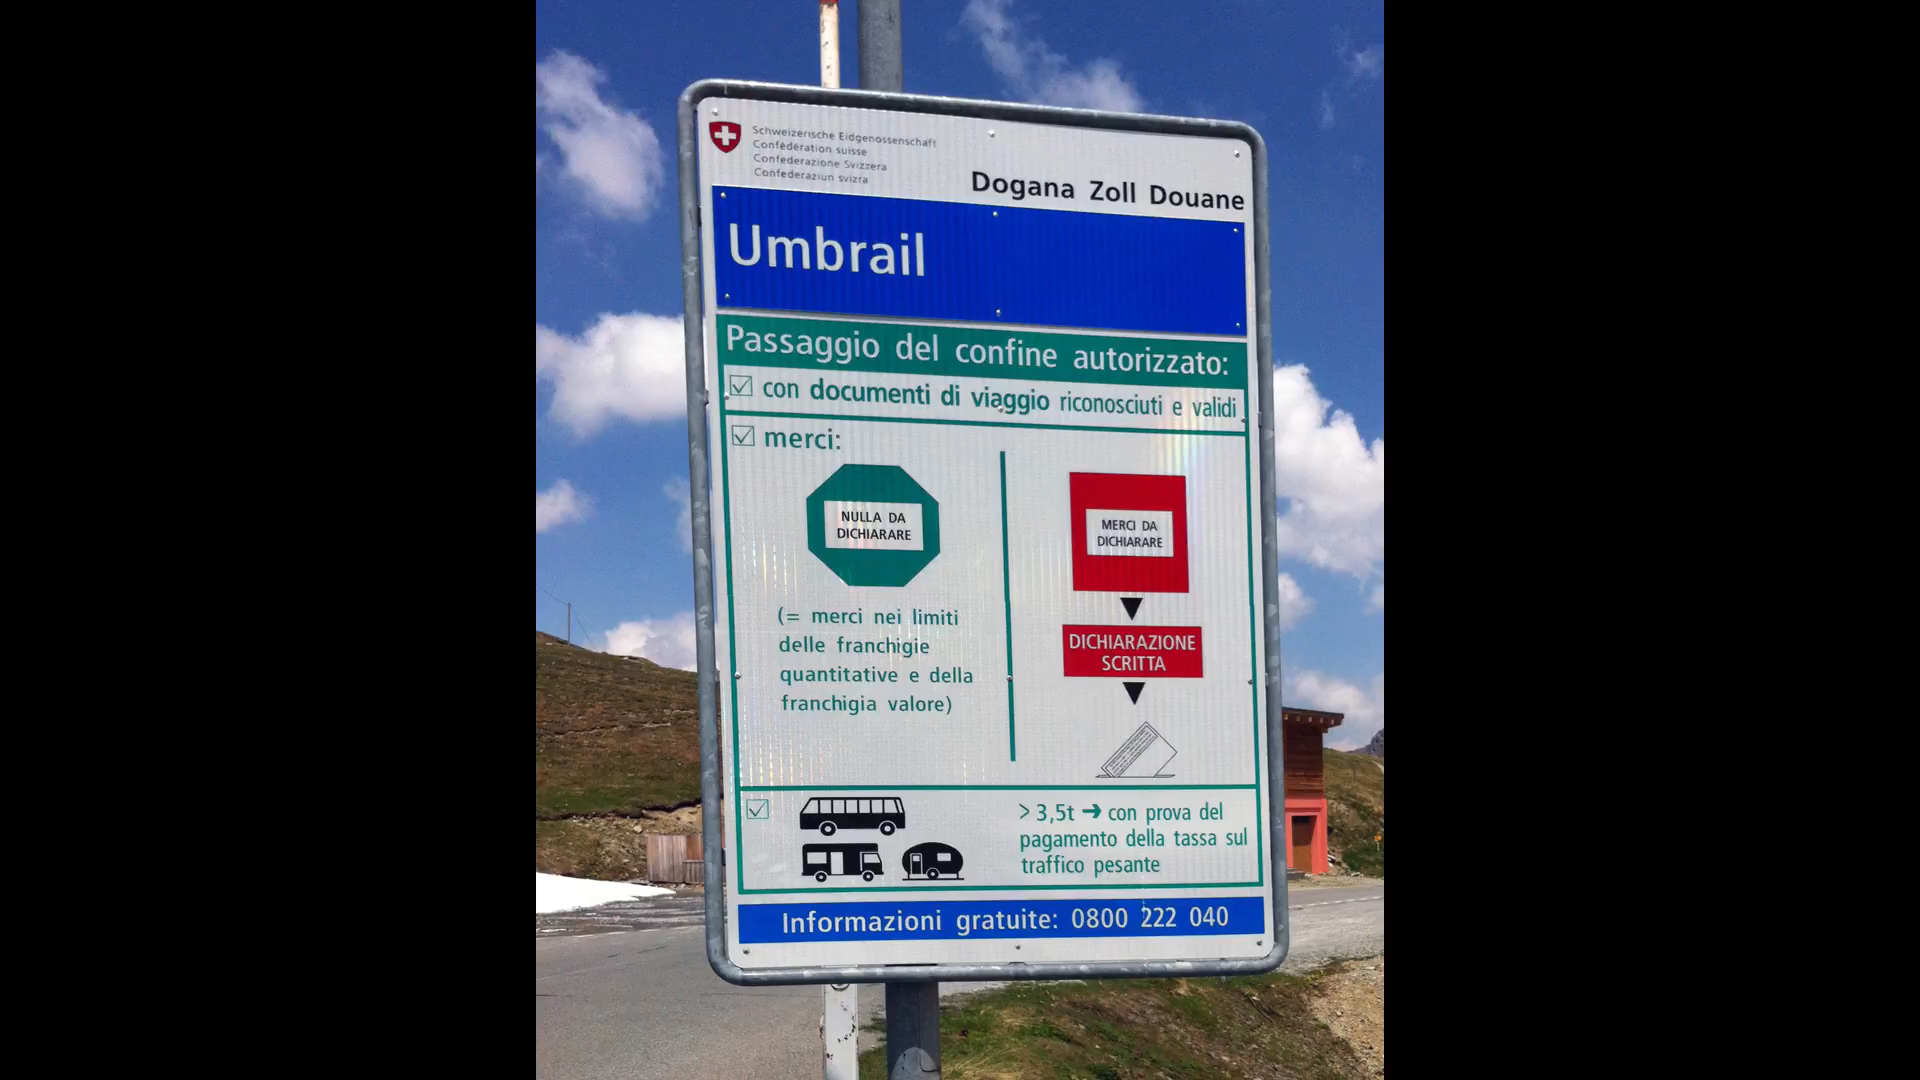 Schweizerische Eidgenossenschaft
Confédération suisse
Confederazione Svizzera
Confederaziun svizra
Dogana Zoll Douane
Umbrail
Passaggio del confine autorizzato:
con documenti di viaggio riconosciuti e validi
merci:
NULLA DA
DICHIARARE
(= merci nei limiti
delle franchigie
quantitative e della
franchigia valore)
MERCI DA
DICHIARARE
DICHIARAZIONE
SCRITTA
> 3,5t ➔ con prova del
pagamento della tassa sul
traffico pesante
Informazioni gratuite: 0800 222 040